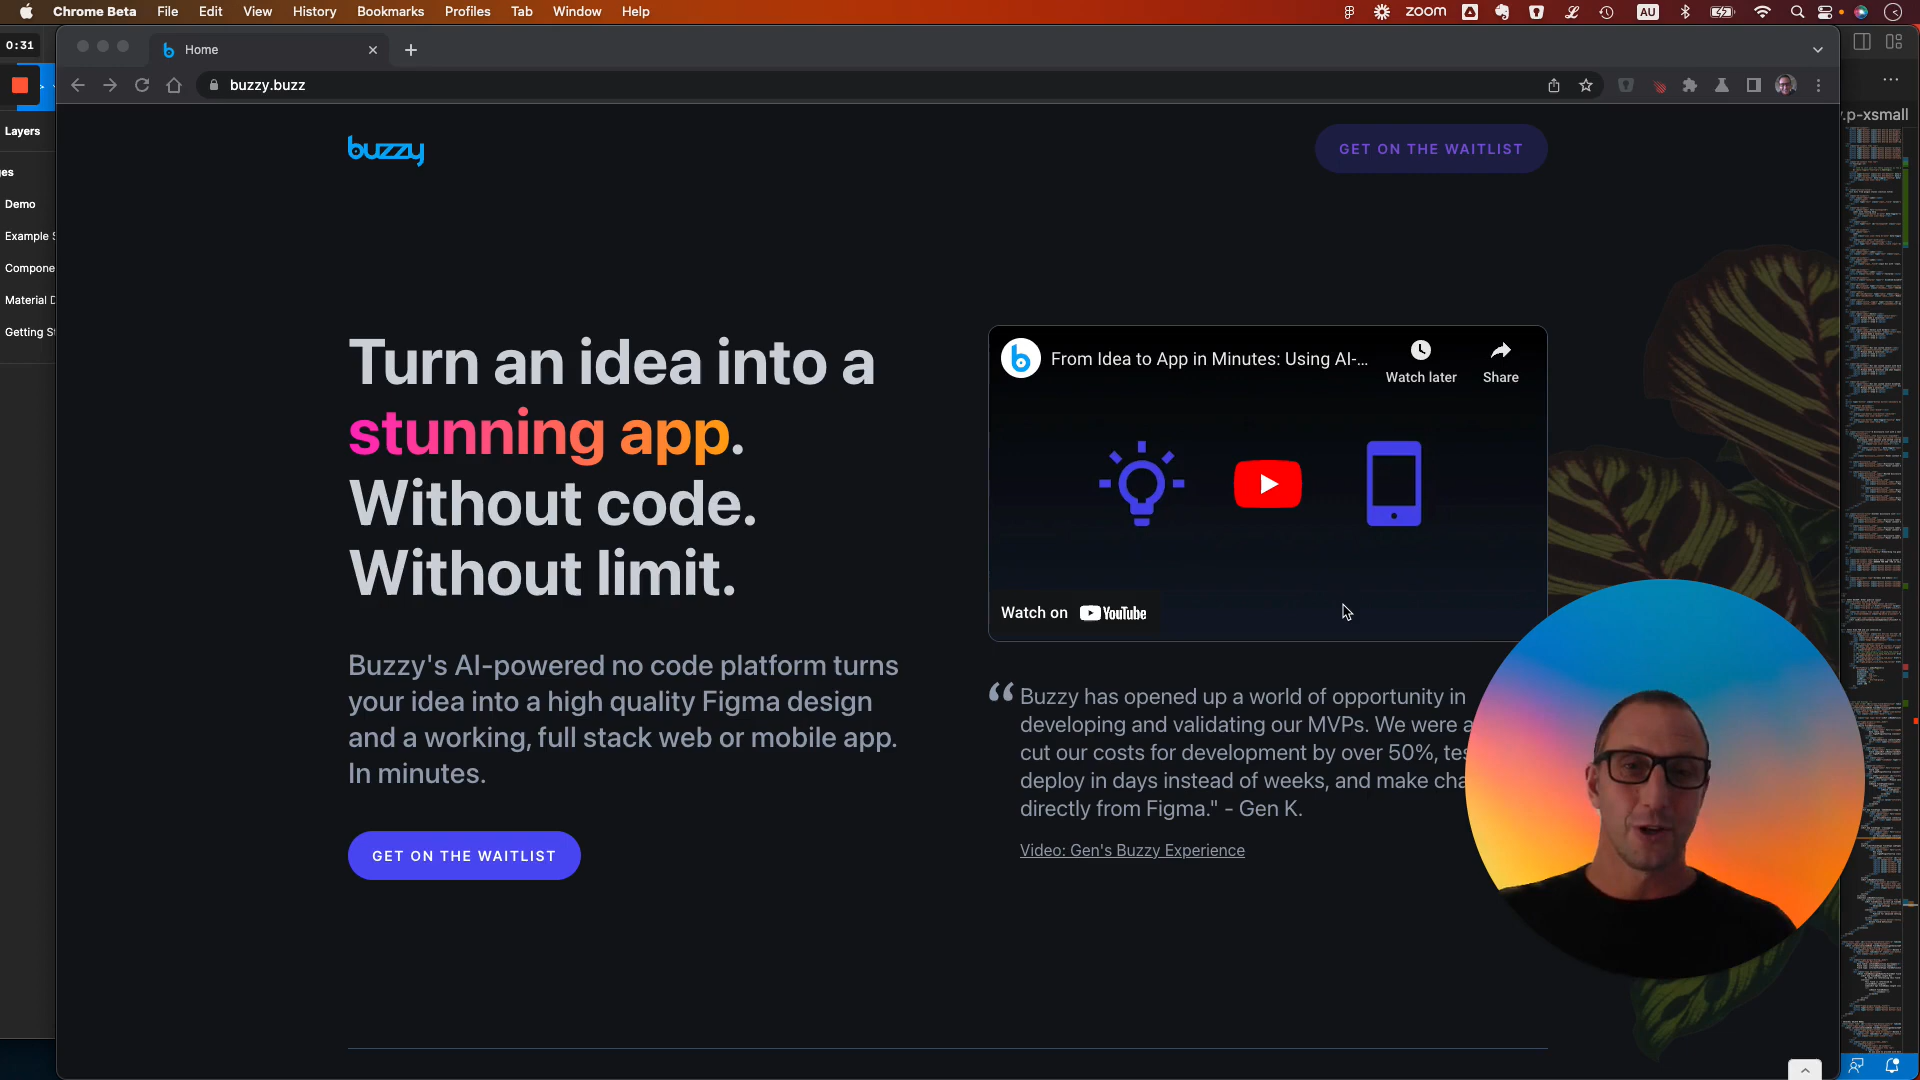 Chrome Beta File Edit View History Bookmarks Profiles Tab Window Help
zoom AU
0:31
Home
buzzy.buzz
Layers
.p-xsmall
Demo
Example
Compone
Material
Getting
buzzy
GET ON THE WAITLIST
Turn an idea into a
stunning app.
Without code.
Without limit.
Buzzy's AI-powered no code platform turns
your idea into a high quality Figma design
and a working, full stack web or mobile app.
In minutes.
GET ON THE WAITLIST
From Idea to App in Minutes: Using AI-...
Watch later
Share
Watch on YouTube
“ Buzzy has opened up a world of opportunity in
developing and validating our MVPs. We were a
cut our costs for development by over 50%, tes
deploy in days instead of weeks, and make cha
directly from Figma." - Gen K.
Video: Gen's Buzzy Experience